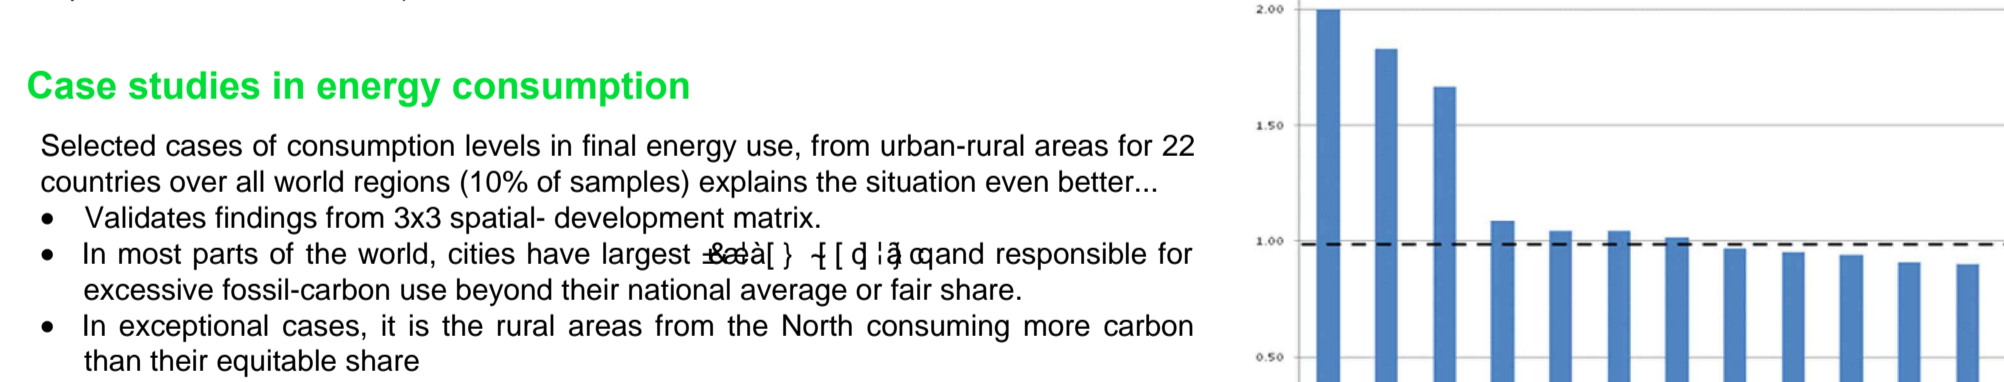 Case studies in energy consumption
Selected cases of consumption levels in final energy use, from urban-rural areas for 22
countries over all world regions (10% of samples) explains the situation even better...
• Validates findings from 3x3 spatial- development matrix.
• In most parts of the world, cities have largest and responsible for
excessive fossil-carbon use beyond their national average or fair share.
• In exceptional cases, it is the rural areas from the North consuming more carbon
than their equitable share
2.00
1.50
1.00
0.50